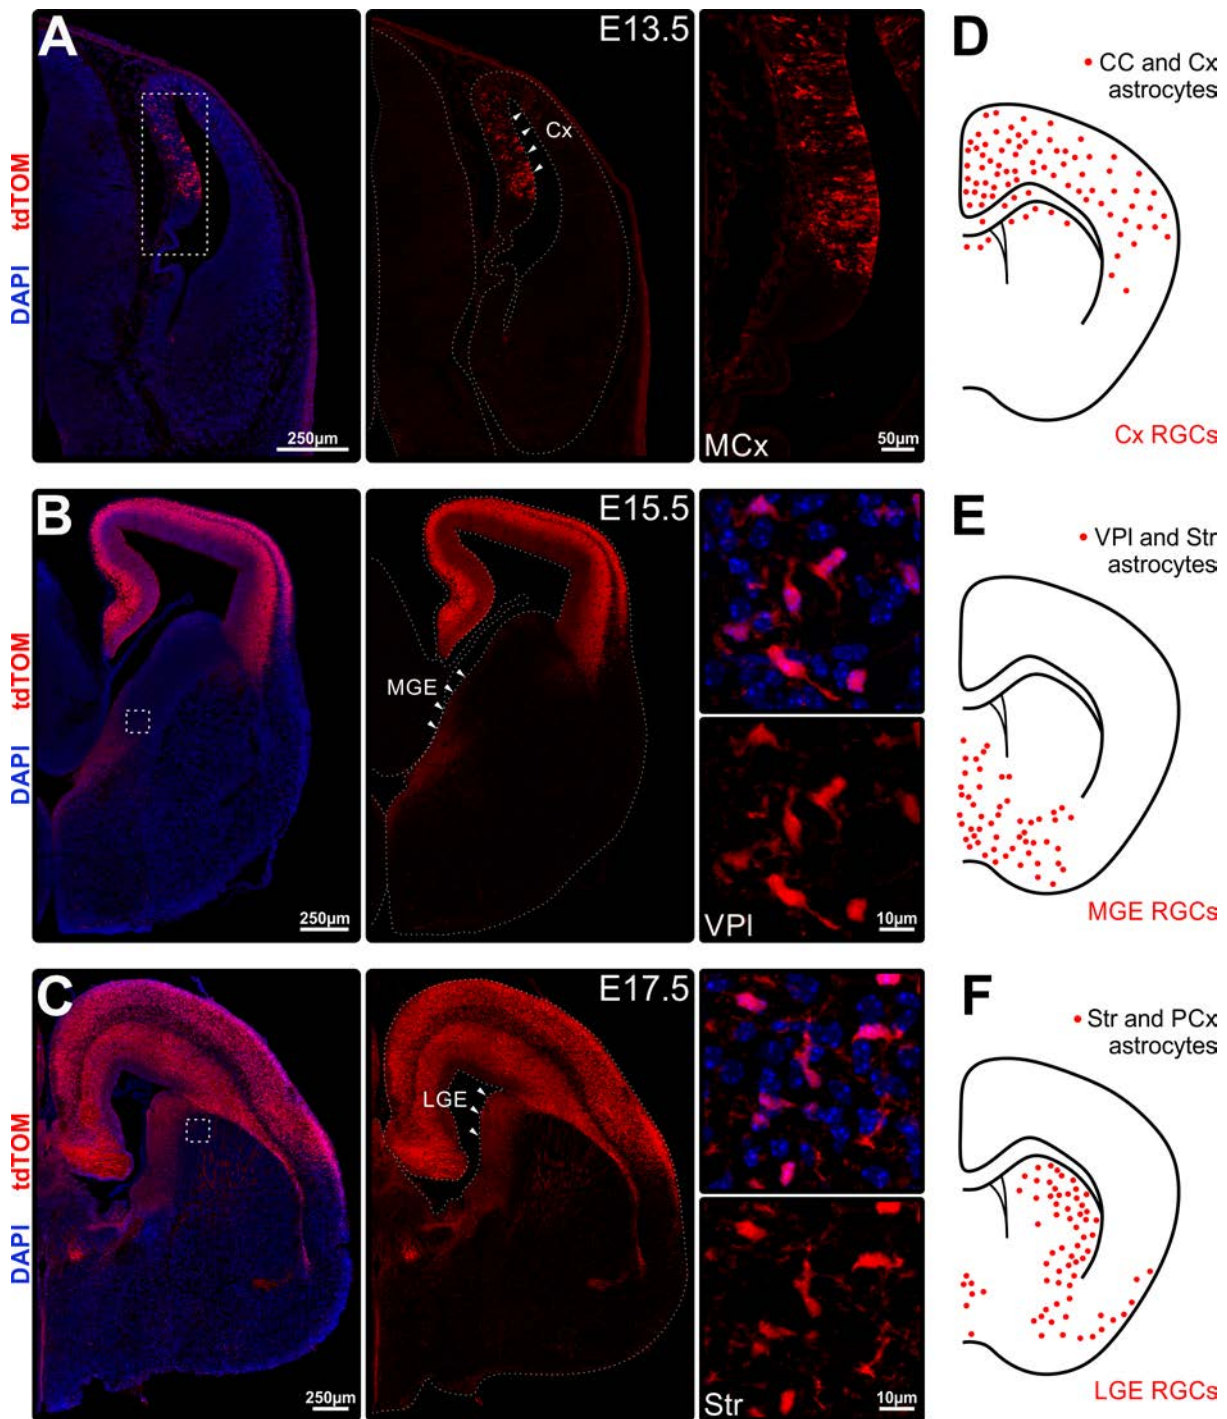 A
E13.5
D
CC and Cx
astrocytes
tdTOM
DAPI
Cx
250µm
MCx
50µm
Cx RGCs
B
E15.5
E
VPl and Str
astrocytes
tdTOM
DAPI
MGE
250µm
VPl
10µm
MGE RGCs
C
E17.5
F
Str and PCx
astrocytes
tdTOM
DAPI
LGE
250µm
Str
10µm
LGE RGCs